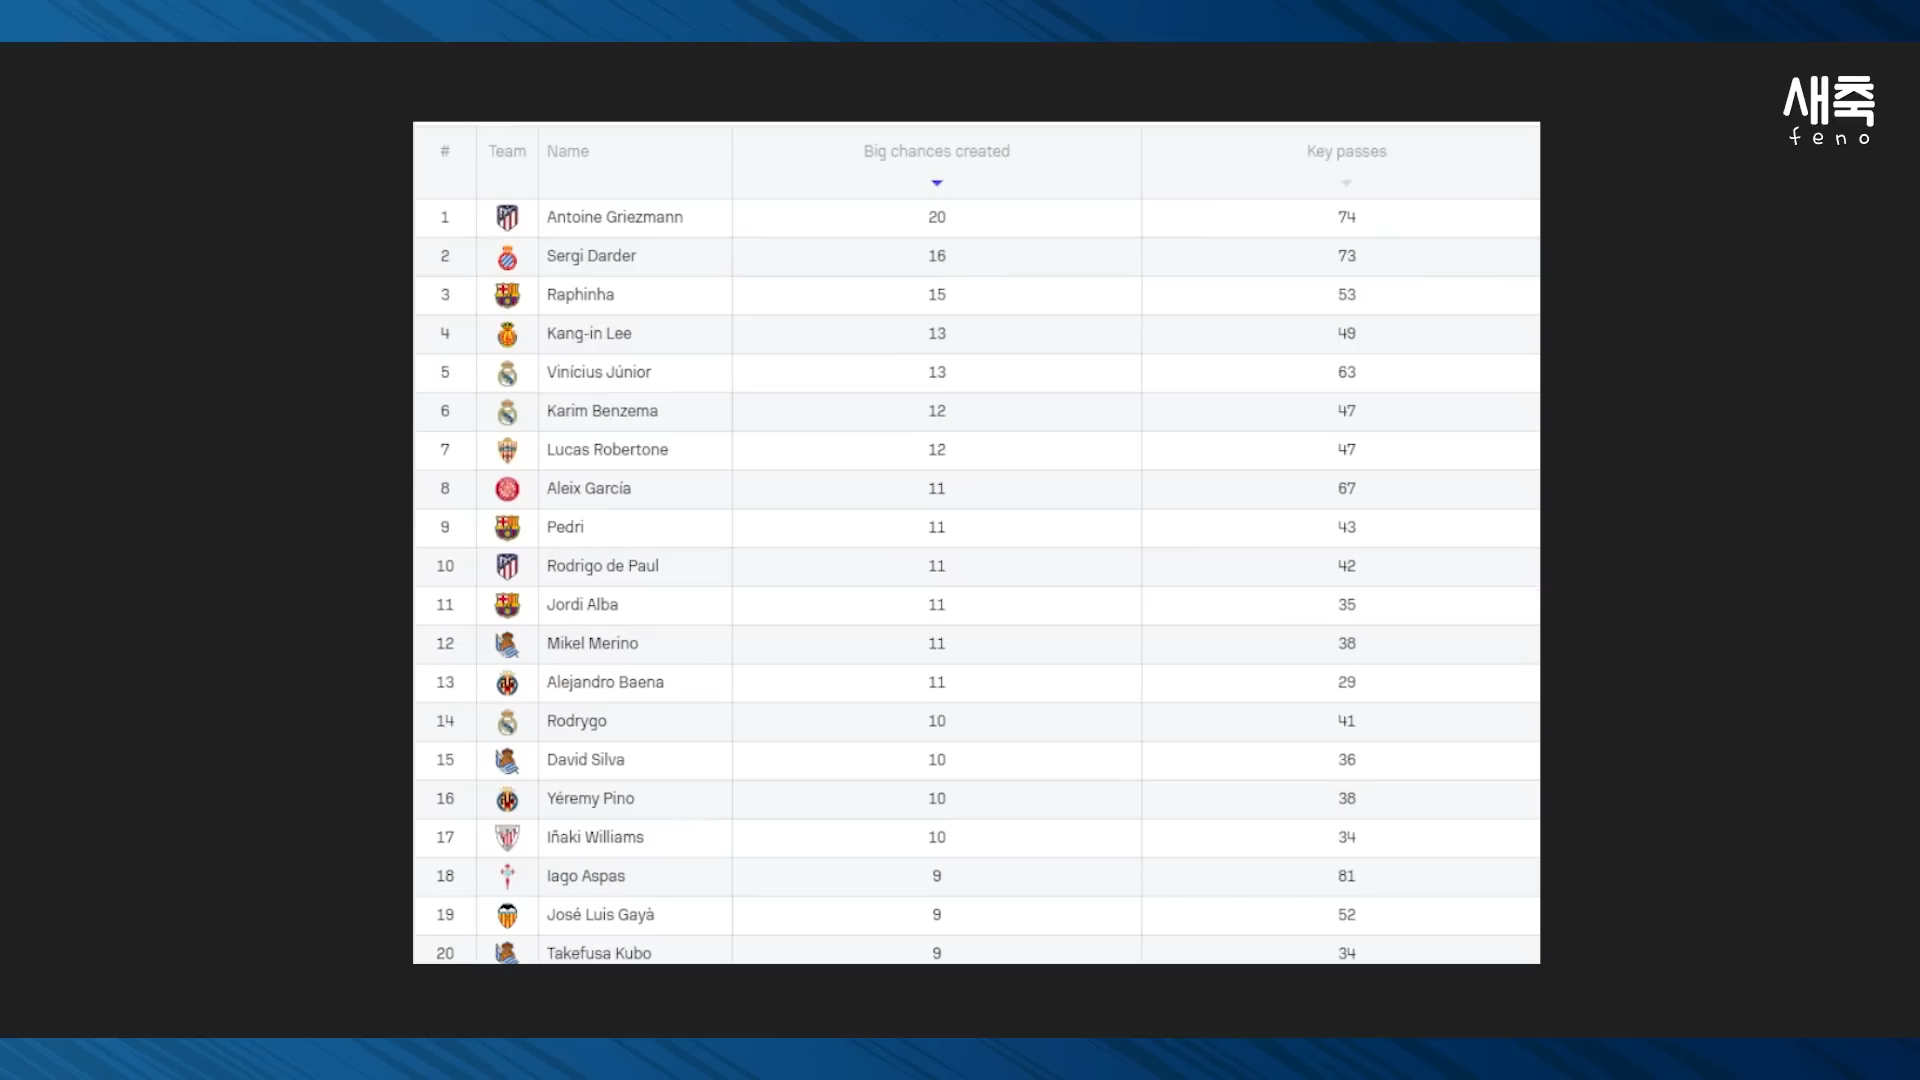 새축
feno
# Team Name Big chances created Key passes
1 Antoine Griezmann 20 74
2 Sergi Darder 16 73
3 Raphinha 15 53
4 Kang-in Lee 13 49
5 Vinícius Júnior 13 63
6 Karim Benzema 12 47
7 Lucas Robertone 12 47
8 Aleix García 11 67
9 Pedri 11 43
10 Rodrigo de Paul 11 42
11 Jordi Alba 11 35
12 Mikel Merino 11 38
13 Alejandro Baena 11 29
14 Rodrygo 10 41
15 David Silva 10 36
16 Yéremy Pino 10 38
17 Iñaki Williams 10 34
18 Iago Aspas 9 81
19 José Luis Gayà 9 52
20 Takefusa Kubo 9 34